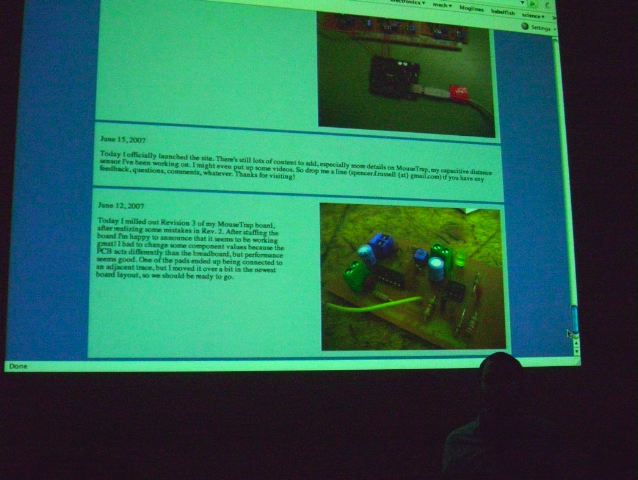 electronics mech bloglines babelfish science
Settings
June 15, 2007
Today I officially launched the site. There's still lots of content to add, especially more details on MouseTrap, my capacitive distance
sensor I've been working on. I might even put up some videos. So drop me a line (spencer.f.russell {at} gmail.com) if you have any
feedback, questions, comments, whatever. Thanks for visiting!
June 12, 2007
Today I milled out Revision 3 of my MouseTrap board,
after realizing some mistakes in Rev. 2. After stuffing the
board I'm happy to announce that it seems to be working
great! I had to change some component values because the
PCB acts differently than the breadboard, but performance
seems good. One of the pads ended up being connected to
an adjacent trace, but I moved it over a bit in the newest
board layout, so we should be ready to go.
Done